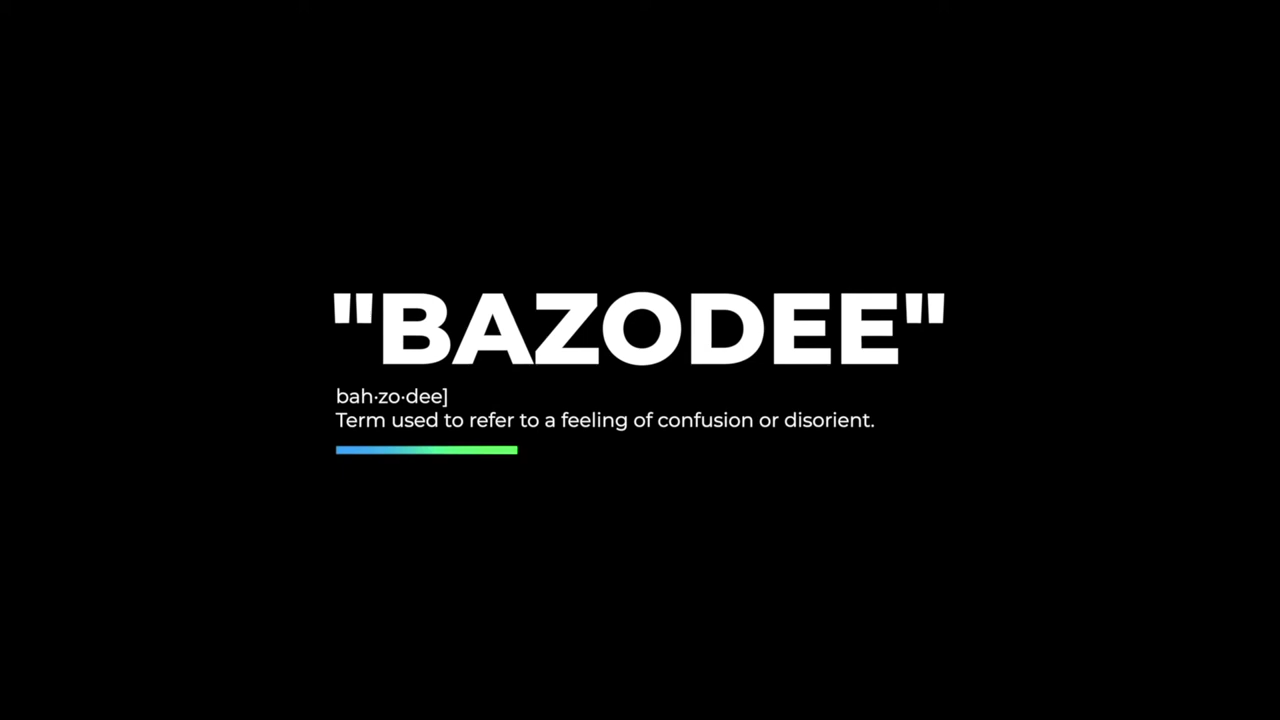 "BAZODEE"
bah·zo·dee]
Term used to refer to a feeling of confusion or disorient.